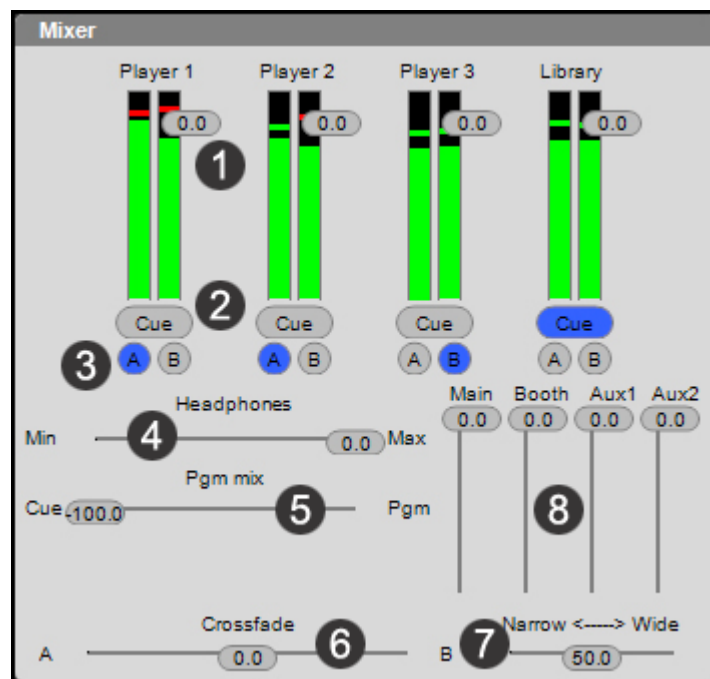 Mixer
Player 1 Player 2 Player 3 Library
0.0 0.0 0.0 0.0
1
2
Cue Cue Cue Cue
3 A B A B A B A B
Headphones Main Booth Aux1 Aux2
0.0 0.0 0.0 0.0
Min 4 0.0 Max
Pgm mix
Cue -100.0 5 Pgm 8
Crossfade 6 7 Narrow <-----> Wide
A 0.0 B 50.0